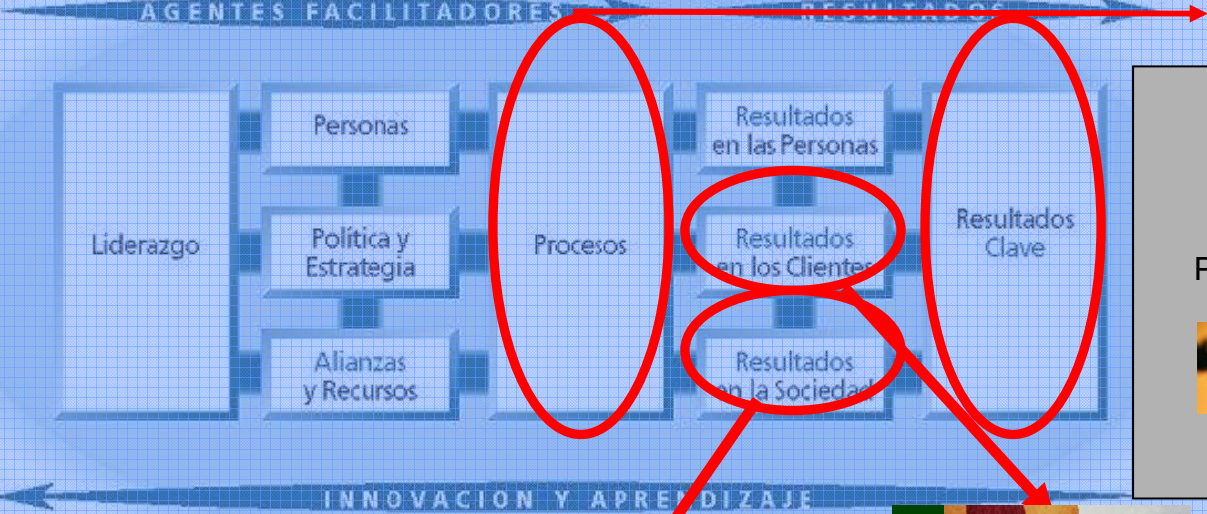 AGENTES FACILITADORES
RESULTADOS
Personas
Resultados
en las Personas
Liderazgo
Política y
Estrategia
Procesos
Resultados
en los Clientes
Resultados
Clave
Alianzas
y Recursos
Resultados
en la Sociedad
P
INNOVACION Y APRENDIZAJE